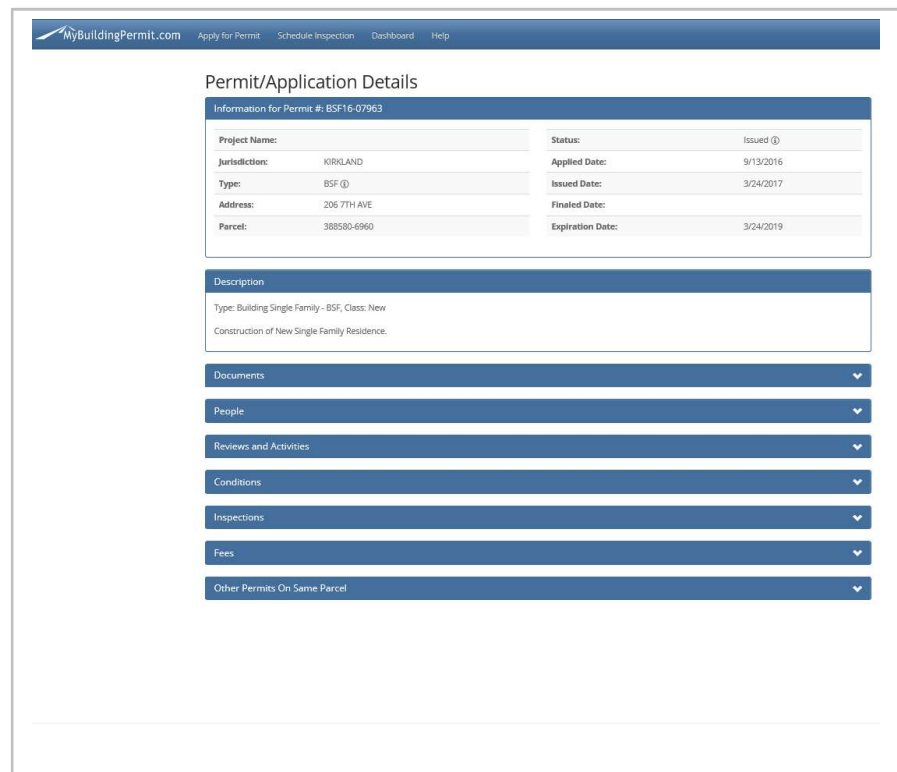 MyBuildingPermit.com Apply for Permit Schedule Inspection Dashboard Help
Permit/Application Details
Information for Permit #: BSF16-07963
Project Name: Status: Issued
Jurisdiction: KIRKLAND Applied Date: 9/13/2016
Type: BSF Issued Date: 3/24/2017
Address: 206 7TH AVE Finaled Date:
Parcel: 388580-6960 Expiration Date: 3/24/2019
Description
Type: Building Single Family - BSF, Class: New
Construction of New Single Family Residence.
Documents
People
Reviews and Activities
Conditions
Inspections
Fees
Other Permits On Same Parcel